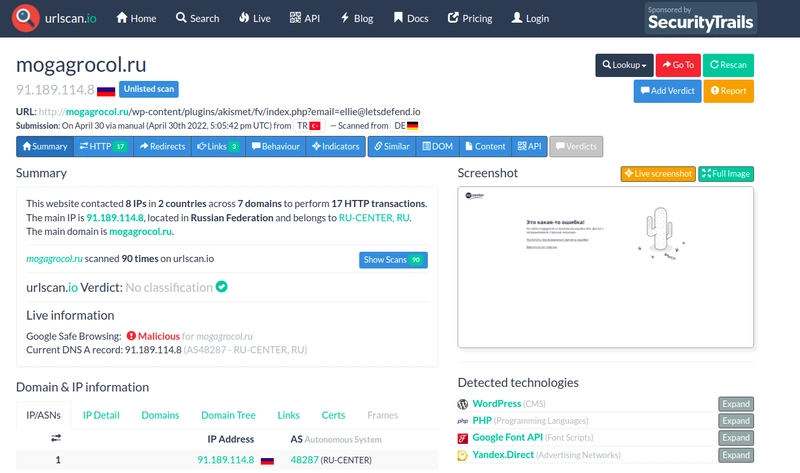 urlscan.io Home Search Live API Blog Docs Pricing Login Sponsored by SecurityTrails
mogagrocol.ru
Lookup Go To Rescan
91.189.114.8 Unlisted scan
Add Verdict Report
URL: http://mogagrocol.ru/wp-content/plugins/akismet/fv/index.php?email=ellie@letsdefend.io
Submission: On April 30 via manual (April 30th 2022, 5:05:42 pm UTC) from TR — Scanned from DE
Summary HTTP 17 Redirects Links 3 Behaviour Indicators Similar DOM Content API Verdicts
Summary
Screenshot Live screenshot Full Image
This website contacted 8 IPs in 2 countries across 7 domains to perform 17 HTTP transactions.
The main IP is 91.189.114.8, located in Russian Federation and belongs to RU-CENTER, RU.
The main domain is mogagrocol.ru.
mogagrocol.ru scanned 90 times on urlscan.io Show Scans 90
urlscan.io Verdict: No classification
Live information
Google Safe Browsing: Malicious for mogagrocol.ru
Current DNS A record: 91.189.114.8 (AS48287 - RU-CENTER, RU)
Это какая-то ошибка!
Domain & IP information
IP/ASNs IP Detail Domains Domain Tree Links Certs Frames
IP Address AS Autonomous System
1 91.189.114.8 48287 (RU-CENTER)
Detected technologies
WordPress (CMS) Expand
php PHP (Programming Languages) Expand
Google Font API (Font Scripts) Expand
Yandex.Direct (Advertising Networks) Expand